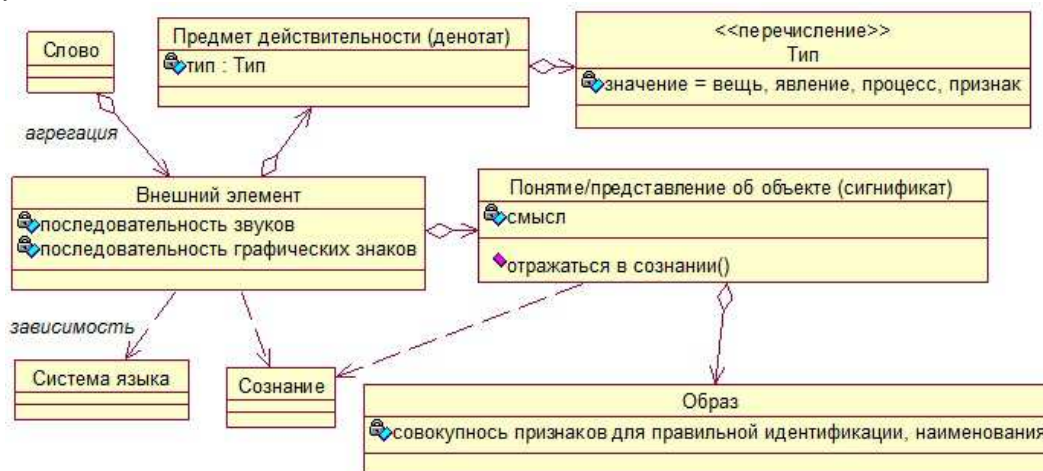 Слово
Предмет действительности (денотат)
тип : Тип
<<перечисление>>
Тип
значение = вещь, явление, процесс, признак
агрегация
Внешний элемент
последовательность звуков
последовательность графических знаков
Понятие/представление об объекте (сигнификат)
смысл
отражаться в сознании()
зависимость
Система языка
Сознание
Образ
совокупнось признаков для правильной идентификации, наименования